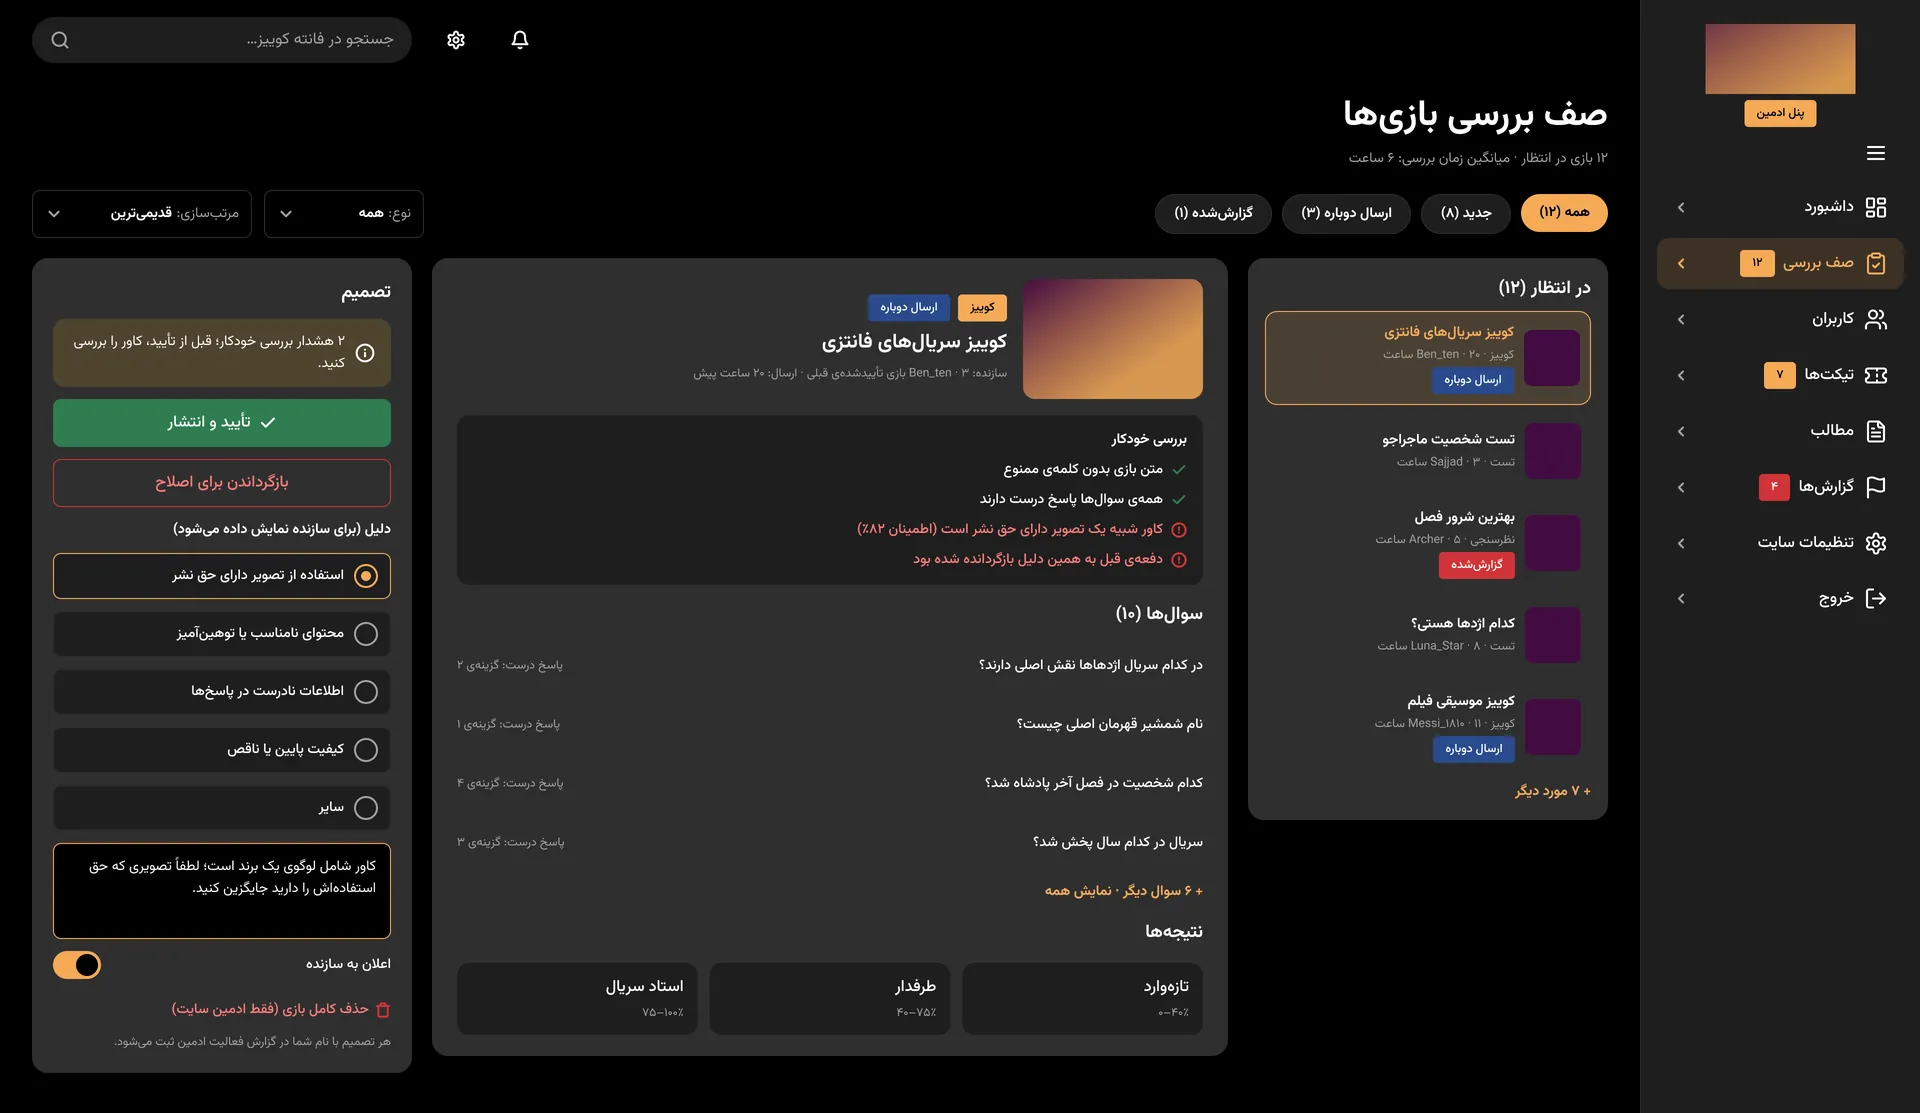 پنل ادمین
داشبورد
صف بررسی ۱۲
کاربران
تیکت‌ها ۷
مطالب
گزارش‌ها ۴
تنظیمات سایت
خروج
جستجو در فانته کوییز...
صف بررسی بازی‌ها
۱۲ بازی در انتظار · میانگین زمان بررسی: ۶ ساعت
همه (۱۲)
جدید (۸)
ارسال دوباره (۳)
گزارش‌شده (۱)
نوع: همه
مرتب‌سازی: قدیمی‌ترین
در انتظار (۱۲)
کوییز سریال‌های فانتزی
کوییز · Ben_ten · ۲۰ ساعت
ارسال دوباره
تست شخصیت ماجراجو
تست · Sajjad · ۳ ساعت
بهترین شرور فصل
نظرسنجی · Archer · ۵ ساعت
گزارش‌شده
کدام اژدها هستی؟
تست · Luna_Star · ۸ ساعت
کوییز موسیقی فیلم
کوییز · Messi_۱۸۱۰ · ۱۱ ساعت
ارسال دوباره
+ ۷ مورد دیگر
کوییز
ارسال دوباره
کوییز سریال‌های فانتزی
سازنده: Ben_ten · ۳ بازی تأییدشده‌ی قبلی · ارسال: ۲۰ ساعت پیش
بررسی خودکار
متن بازی بدون کلمه‌ی ممنوع
همه‌ی سوال‌ها پاسخ درست دارند
کاور شبیه یک تصویر دارای حق نشر است (اطمینان ۸۲٪)
دفعه‌ی قبل به همین دلیل بازگردانده شده بود
سوال‌ها (۱۰)
در کدام سریال اژدهاها نقش اصلی دارند؟ پاسخ درست: گزینه‌ی ۲
نام شمشیر قهرمان اصلی چیست؟ پاسخ درست: گزینه‌ی ۱
کدام شخصیت در فصل آخر پادشاه شد؟ پاسخ درست: گزینه‌ی ۴
سریال در کدام سال پخش شد؟ پاسخ درست: گزینه‌ی ۳
+ ۶ سوال دیگر · نمایش همه
نتیجه‌ها
تازه‌وارد
۰–۴۰٪
طرفدار
۴۰–۷۵٪
استاد سریال
۷۵–۱۰۰٪
تصمیم
۲ هشدار بررسی خودکار؛ قبل از تأیید، کاور را بررسی
کنید.
تأیید و انتشار
بازگرداندن برای اصلاح
دلیل (برای سازنده نمایش داده می‌شود)
استفاده از تصویر دارای حق نشر
محتوای نامناسب یا توهین‌آمیز
اطلاعات نادرست در پاسخ‌ها
کیفیت پایین یا ناقص
سایر
کاور شامل لوگوی یک برند است؛ لطفاً تصویری که حق
استفاده‌اش را دارید جایگزین کنید.
اعلان به سازنده
حذف کامل بازی (فقط ادمین سایت)
هر تصمیم با نام شما در گزارش فعالیت ادمین ثبت می‌شود.